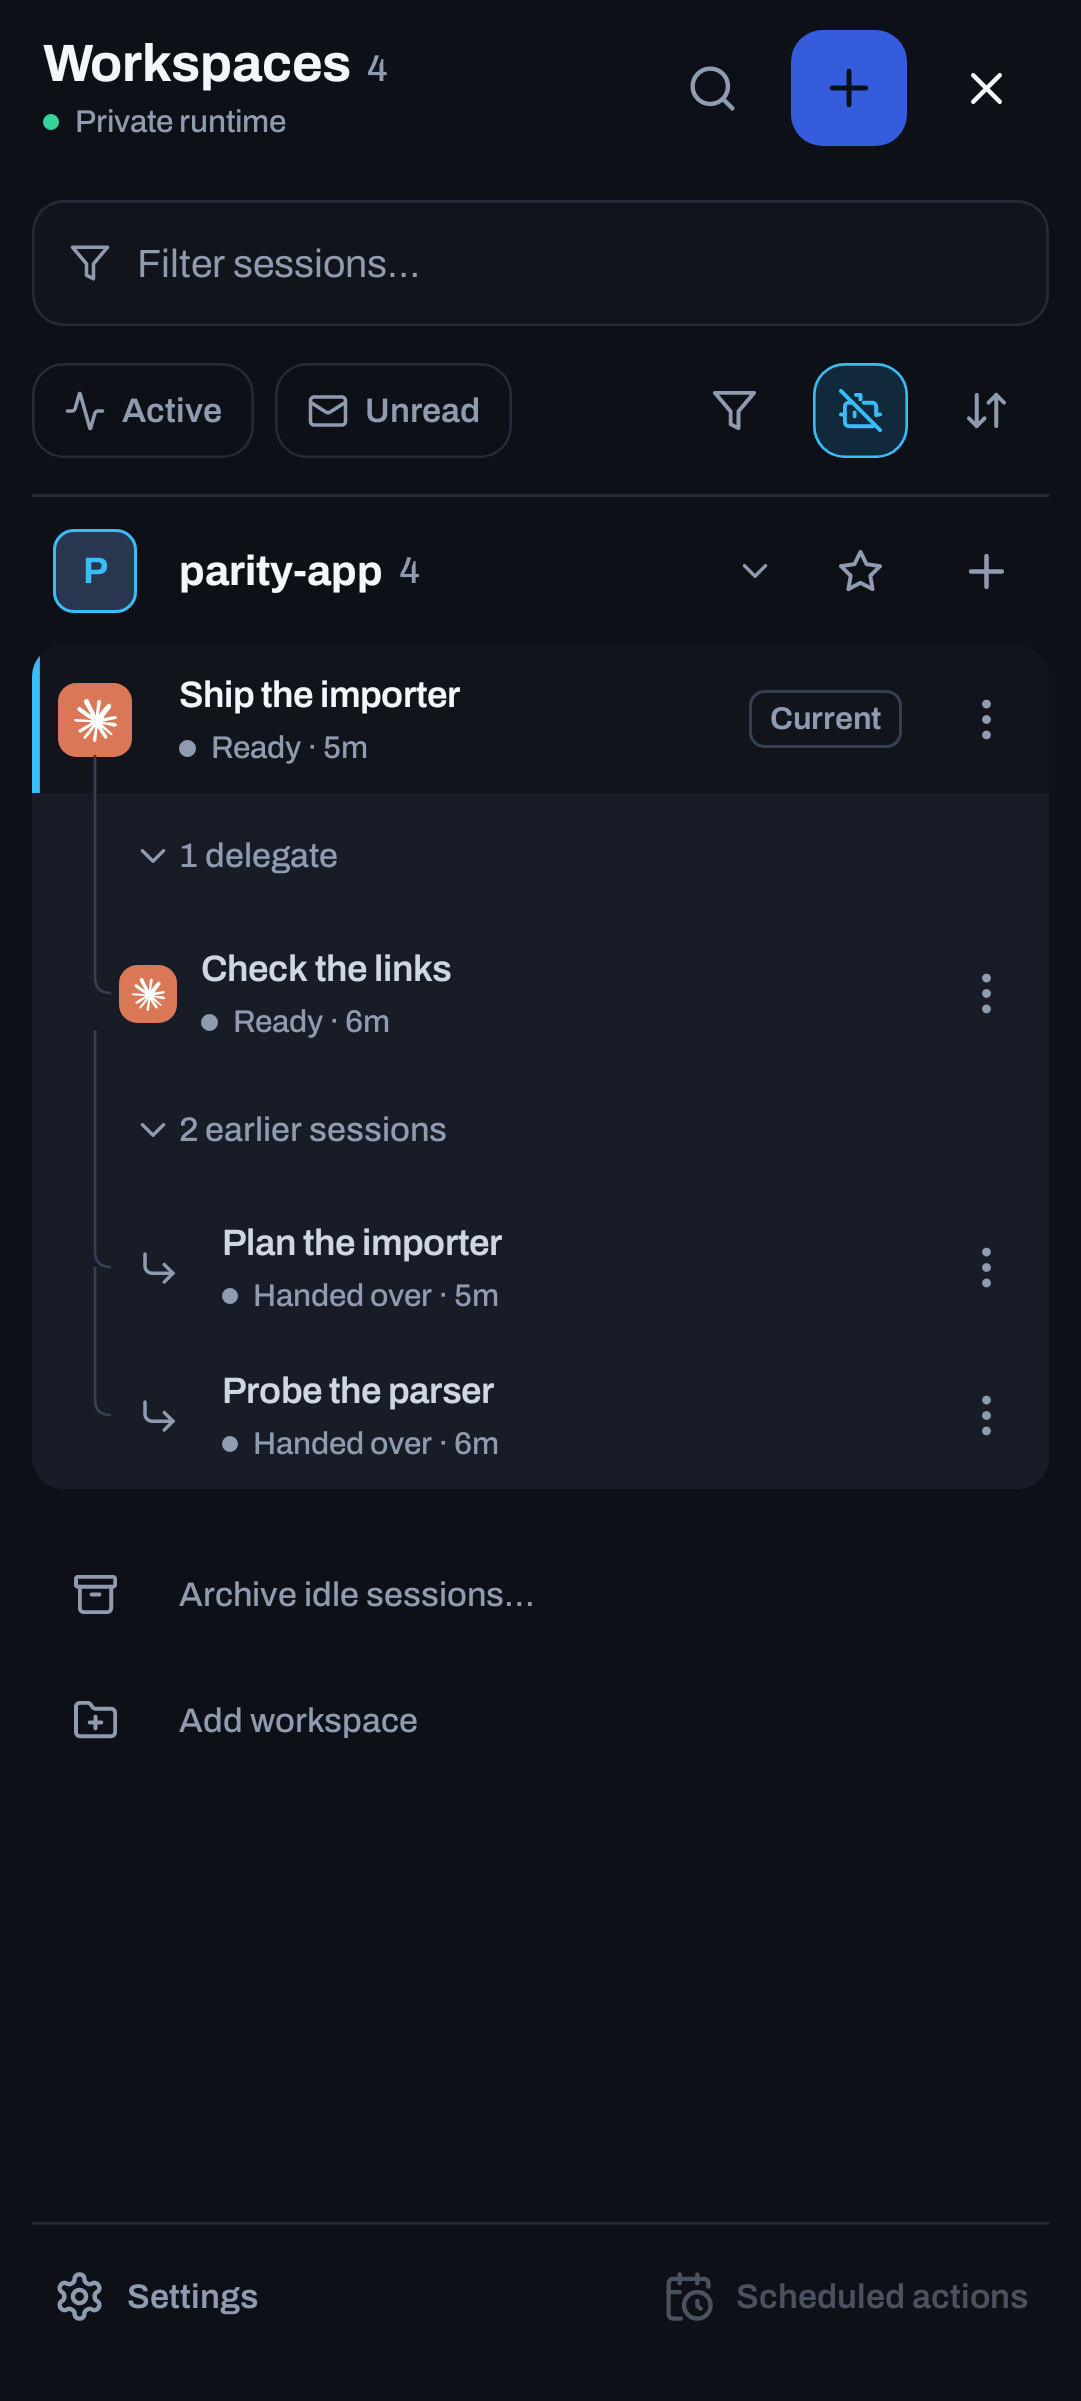 Workspaces 4
Private runtime
Filter sessions...
Active
Unread
P
parity-app 4
Ship the importer
Ready · 5m
Current
1 delegate
Check the links
Ready · 6m
2 earlier sessions
Plan the importer
Handed over · 5m
Probe the parser
Handed over · 6m
Archive idle sessions...
Add workspace
Settings
Scheduled actions